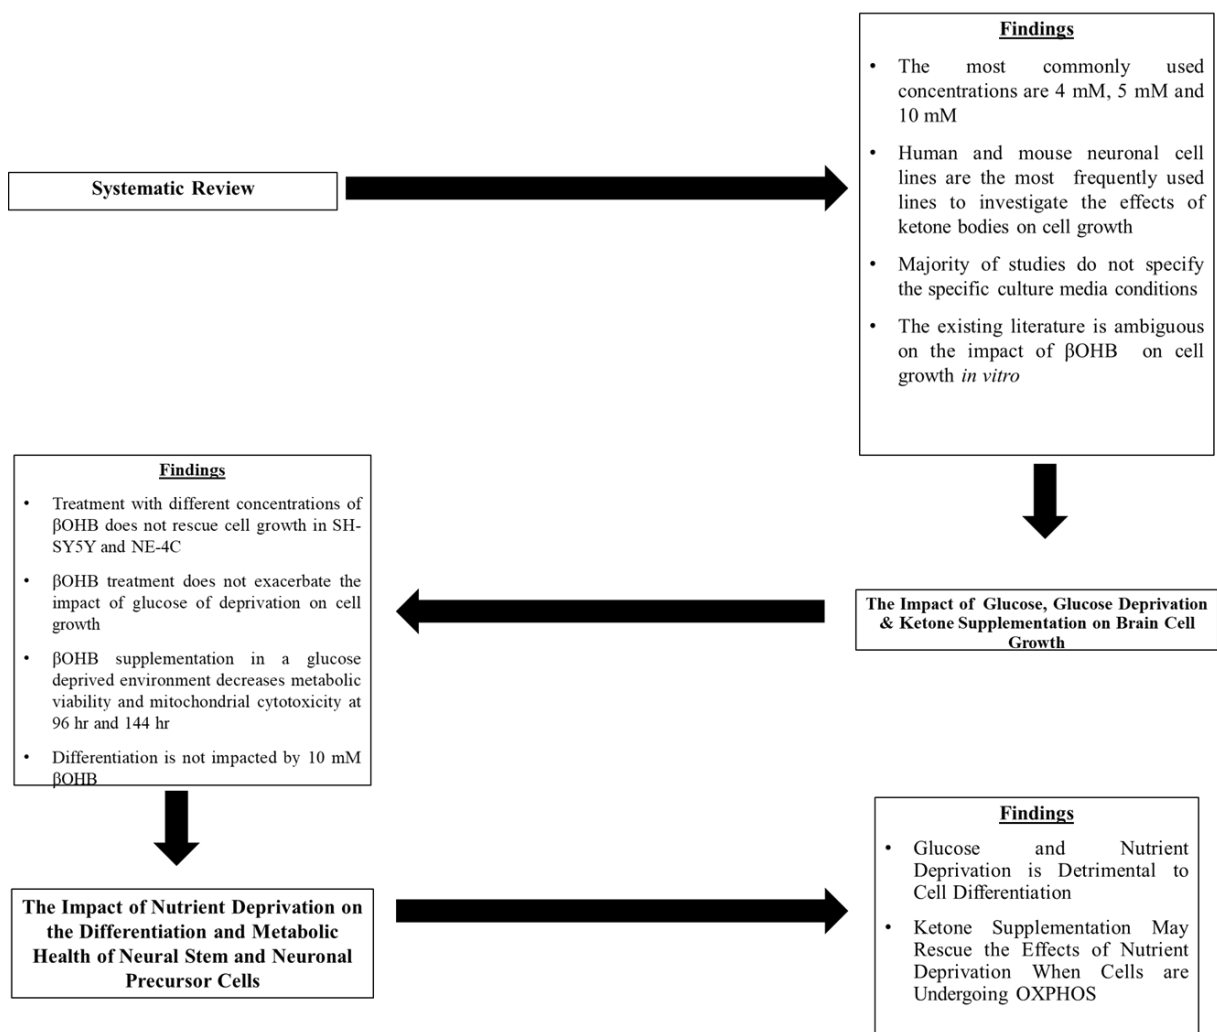 Systematic Review
Findings
• The most commonly used
concentrations are 4 mM, 5 mM and
10 mM
• Human and mouse neuronal cell
lines are the most frequently used
lines to investigate the effects of
ketone bodies on cell growth
• Majority of studies do not specify
the specific culture media conditions
• The existing literature is ambiguous
on the impact of βOHB on cell
growth in vitro
The Impact of Glucose, Glucose Deprivation
& Ketone Supplementation on Brain Cell
Growth
Findings
• Treatment with different concentrations of
βOHB does not rescue cell growth in SH-
SY5Y and NE-4C
• βOHB treatment does not exacerbate the
impact of glucose of deprivation on cell
growth
• βOHB supplementation in a glucose
deprived environment decreases metabolic
viability and mitochondrial cytotoxicity at
96 hr and 144 hr
• Differentiation is not impacted by 10 mM
βOHB
The Impact of Nutrient Deprivation on
the Differentiation and Metabolic
Health of Neural Stem and Neuronal
Precursor Cells
Findings
• Glucose and Nutrient
Deprivation is Detrimental to
Cell Differentiation
• Ketone Supplementation May
Rescue the Effects of Nutrient
Deprivation When Cells are
Undergoing OXPHOS